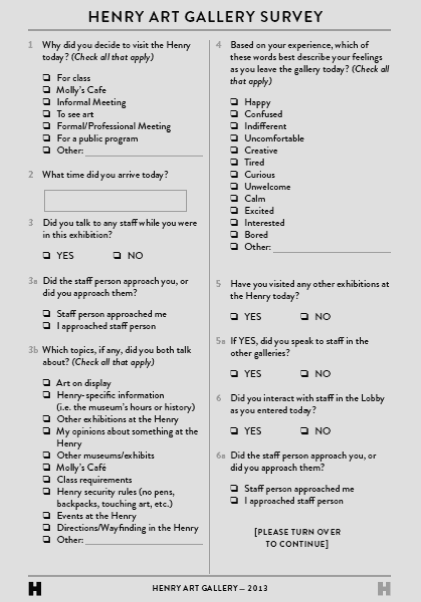 HENRY ART GALLERY SURVEY
1 Why did you decide to visit the Henry
today? (Check all that apply)
❏ For class
❏ Molly's Cafe
❏ Informal Meeting
❏ To see art
❏ Formal/Professional Meeting
❏ For a public program
❏ Other:
2 What time did you arrive today?
3 Did you talk to any staff while you were
in this exhibition?
❏ YES ❏ NO
3a Did the staff person approach you, or
did you approach them?
❏ Staff person approached me
❏ I approached staff person
3b Which topics, if any, did you both talk
about? (Check all that apply)
❏ Art on display
❏ Henry-specific information
(i.e. the museum's hours or history)
❏ Other exhibitions at the Henry
❏ My opinions about something at the
Henry
❏ Other museums/exhibits
❏ Molly's Café
❏ Class requirements
❏ Henry security rules (no pens,
backpacks, touching art, etc.)
❏ Events at the Henry
❏ Directions/Wayfinding in the Henry
❏ Other:
4 Based on your experience, which of
these words best describe your feelings
as you leave the gallery today? (Check all
that apply)
❏ Happy
❏ Confused
❏ Indifferent
❏ Uncomfortable
❏ Creative
❏ Tired
❏ Curious
❏ Unwelcome
❏ Calm
❏ Excited
❏ Interested
❏ Bored
❏ Other:
5 Have you visited any other exhibitions at
the Henry today?
❏ YES ❏ NO
5a If YES, did you speak to staff in the
other galleries?
❏ YES ❏ NO
6 Did you interact with staff in the Lobby
as you entered today?
❏ YES ❏ NO
6a Did the staff person approach you, or
did you approach them?
❏ Staff person approached me
❏ I approached staff person
[PLEASE TURN OVER
TO CONTINUE]
H HENRY ART GALLERY — 2013 H